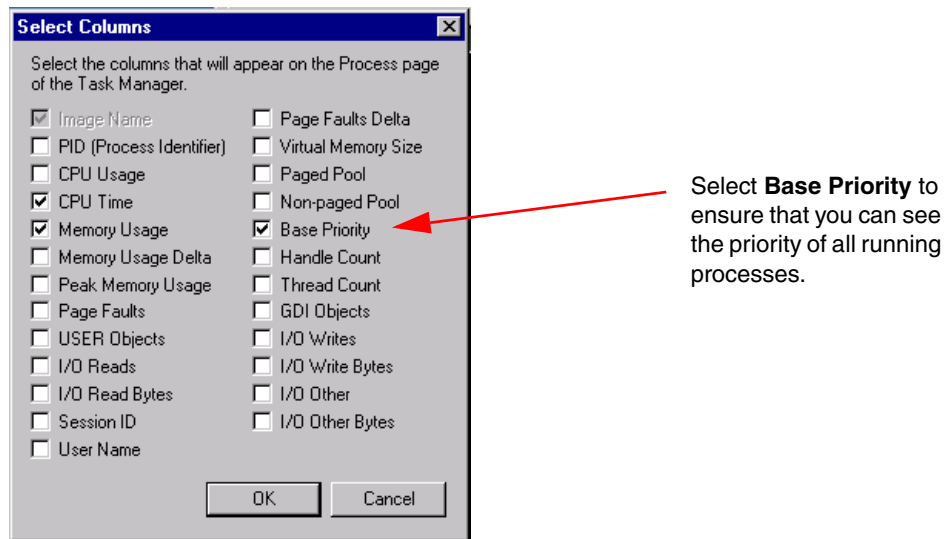 Select Columns
Select the columns that will appear on the Process page
of the Task Manager.
Image Name
PID (Process Identifier)
CPU Usage
CPU Time
Memory Usage
Memory Usage Delta
Peak Memory Usage
Page Faults
USER Objects
I/O Reads
I/O Read Bytes
Session ID
User Name
Page Faults Delta
Virtual Memory Size
Paged Pool
Non-paged Pool
Base Priority
Handle Count
Thread Count
GDI Objects
I/O Writes
I/O Write Bytes
I/O Other
I/O Other Bytes
OK
Cancel
Select Base Priority to
ensure that you can see
the priority of all running
processes.